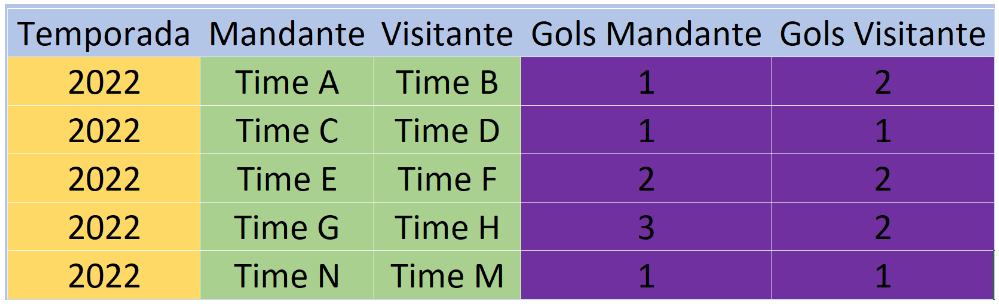 Temporada Mandante Visitante Gols Mandante Gols Visitante
2022 Time A Time B 1 2
2022 Time C Time D 1 1
2022 Time E Time F 2 2
2022 Time G Time H 3 2
2022 Time N Time M 1 1